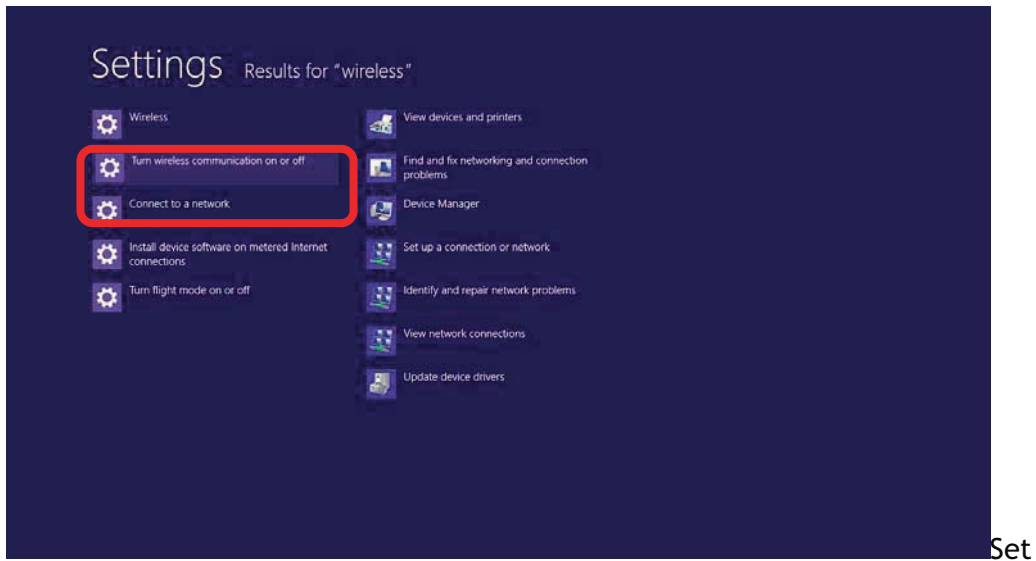 Settings Results for "wireless"
Wireless
Turn wireless communication on or off
Connect to a network
Install device software on metered Internet
connections
Turn flight mode on or off
View devices and printers
Find and fix networking and connection
problems
Device Manager
Set up a connection or network
Identify and repair network problems
View network connections
Update device drivers
Set